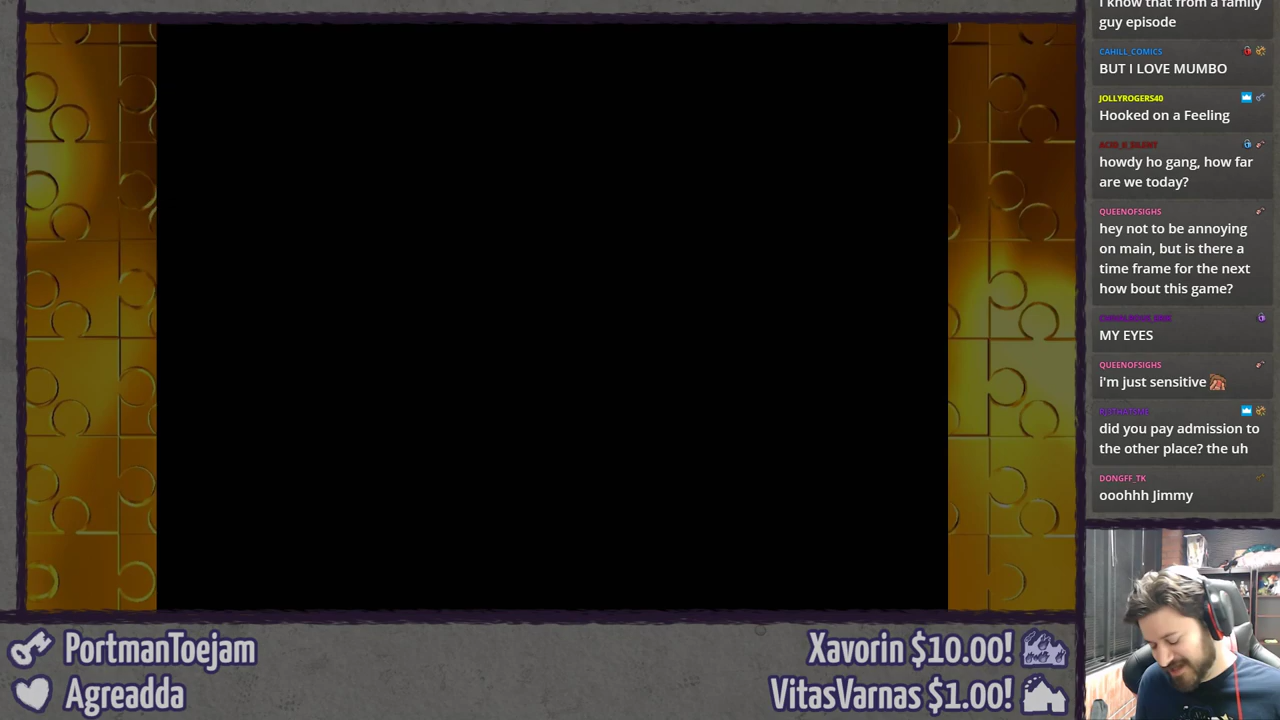 I know that from a family
guy episode
CAHILL_COMICS
BUT I LOVE MUMBO
JOLLYROGERS40
Hooked on a Feeling
howdy ho gang, how far
are we today?
QUEENOFSIGHS
hey not to be annoying
on main, but is there a
time frame for the next
how bout this game?
MY EYES
QUEENOFSIGHS
i'm just sensitive
did you pay admission to
the other place? the uh
DONGFF_TK
ooohhh Jimmy
PortmanToejam
Agreadda
Xavorin $10.00!
VitasVarnas $1.00!